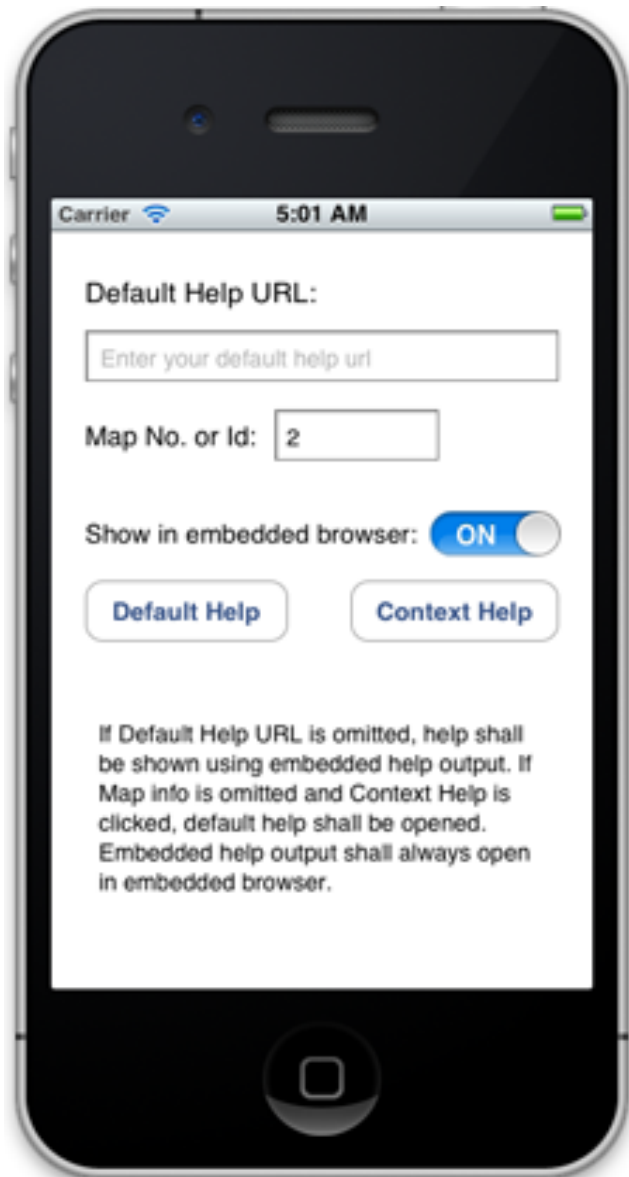 Carrier 5:01 AM
Default Help URL:
Enter your default help url
Map No. or Id: 2
Show in embedded browser: ON
Default Help Context Help
If Default Help URL is omitted, help shall
be shown using embedded help output. If
Map info is omitted and Context Help is
clicked, default help shall be opened.
Embedded help output shall always open
in embedded browser.